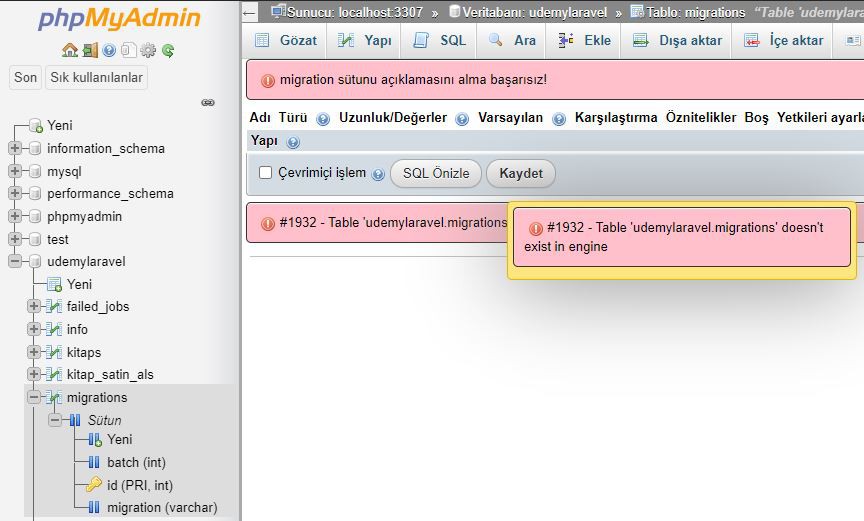 phpMyAdmin
Son
Sık kullanılanlar
Yeni
information_schema
mysql
performance_schema
phpmyadmin
test
udemylaravel
Yeni
failed_jobs
info
kitaps
kitap_satin_als
migrations
Sütun
Yeni
batch (int)
id (PRI, int)
migration (varchar)
Sunucu: localhost:3307 » Veritabanı: udemylaravel » Tablo: migrations "Table 'udemylarave
Gözat Yapı SQL Ara Ekle Dışa aktar İçe aktar
migration sütunu açıklamasını alma başarısız!
Adı Türü Uzunluk/Değerler Varsayılan Karşılaştırma Öznitelikler Boş Yetkileri ayarla
Yapı
Çevrimiçi işlem SQL Önizle Kaydet
#1932 - Table 'udemylaravel.migrations
#1932 - Table 'udemylaravel.migrations' doesn't
exist in engine